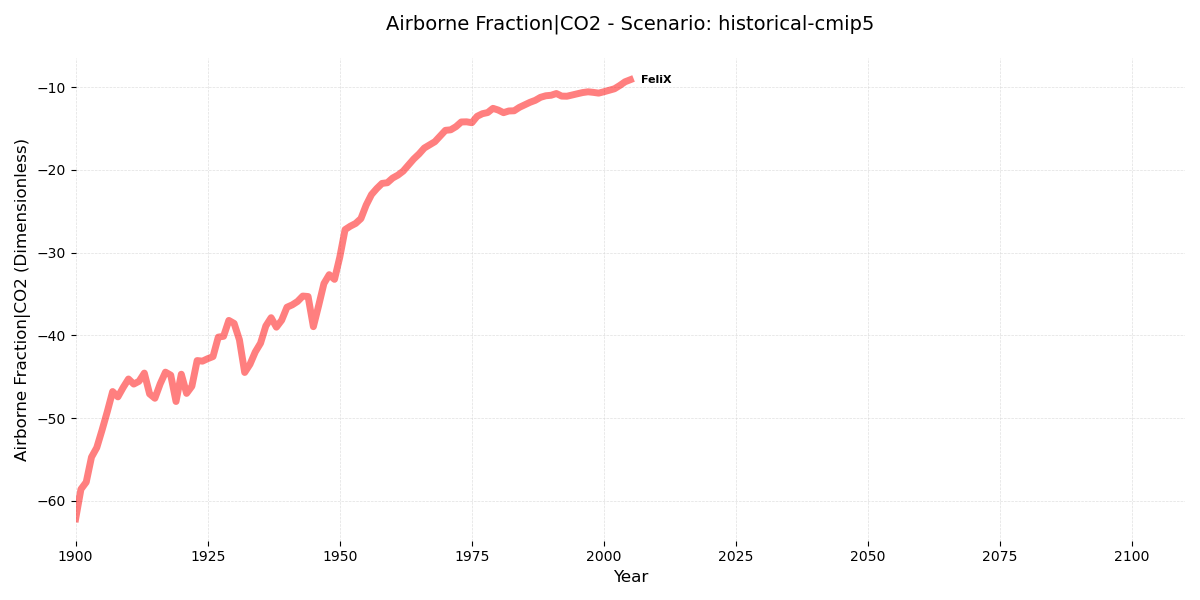 Airborne Fraction|CO2 - Scenario: historical-cmip5
FeliX
−10
−20
−30
−40
−50
−60
Airborne Fraction|CO2 (Dimensionless)
1900 1925 1950 1975 2000 2025 2050 2075 2100
Year